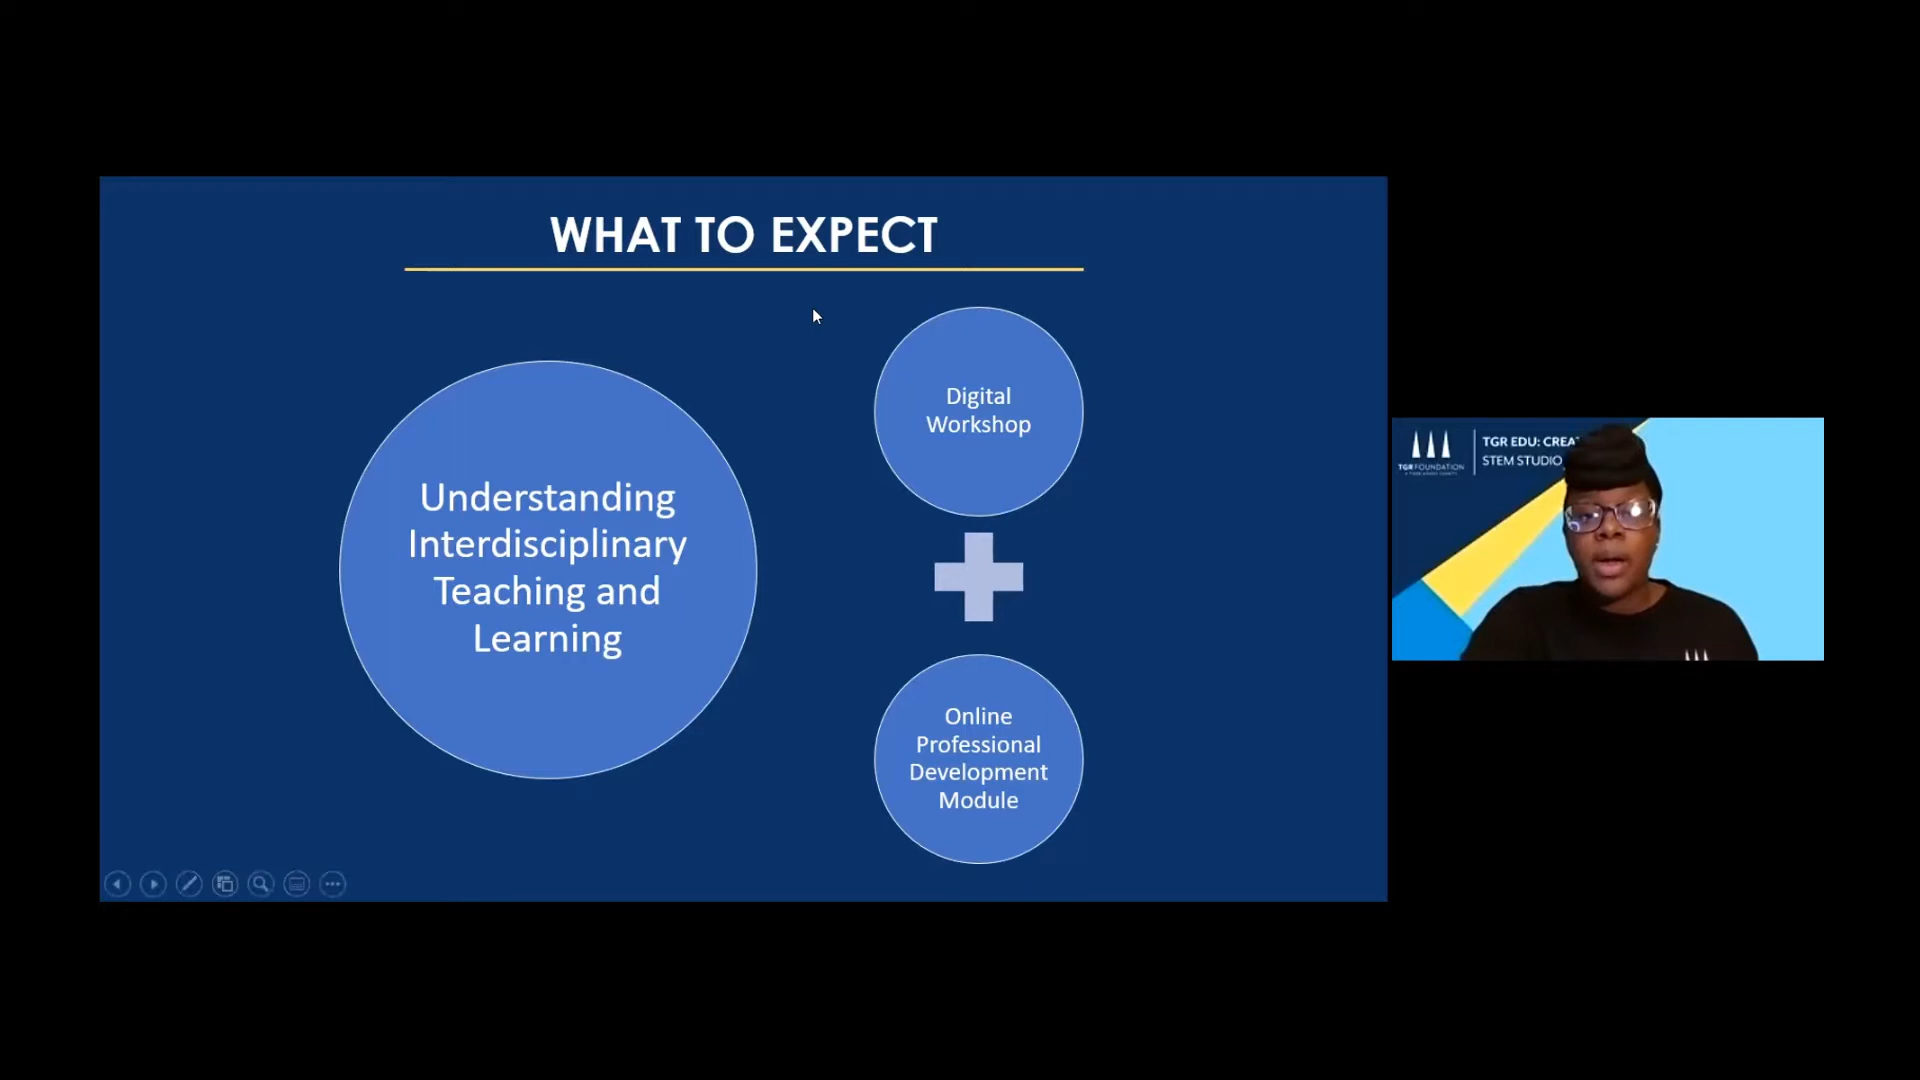 WHAT TO EXPECT
Understanding
Interdisciplinary
Teaching and
Learning
Digital
Workshop
Online
Professional
Development
Module
TGR FOUNDATION
TGR EDU: CREA
STEM STUDIO